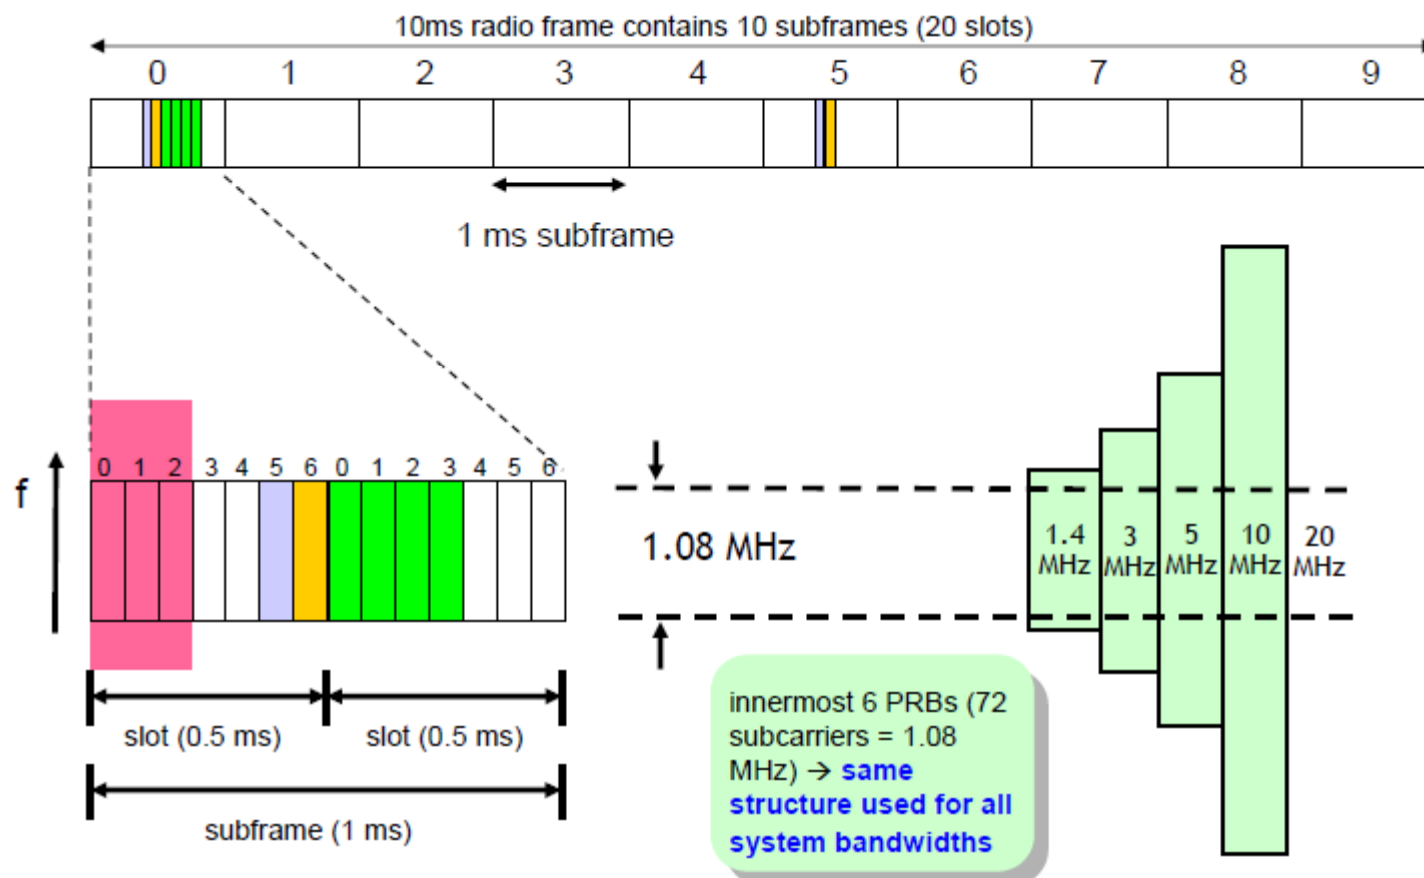 10ms radio frame contains 10 subframes (20 slots)
0 1 2 3 4 5 6 7 8 9
1 ms subframe
f
0 1 2 3 4 5 6 0 1 2 3 4 5 6
slot (0.5 ms) slot (0.5 ms)
subframe (1 ms)
1.08 MHz
1.4
MHz
3
MHz
5
MHz
10
MHz
20
MHz
innermost 6 PRBs (72
subcarriers = 1.08
MHz) → same
structure used for all
system bandwidths